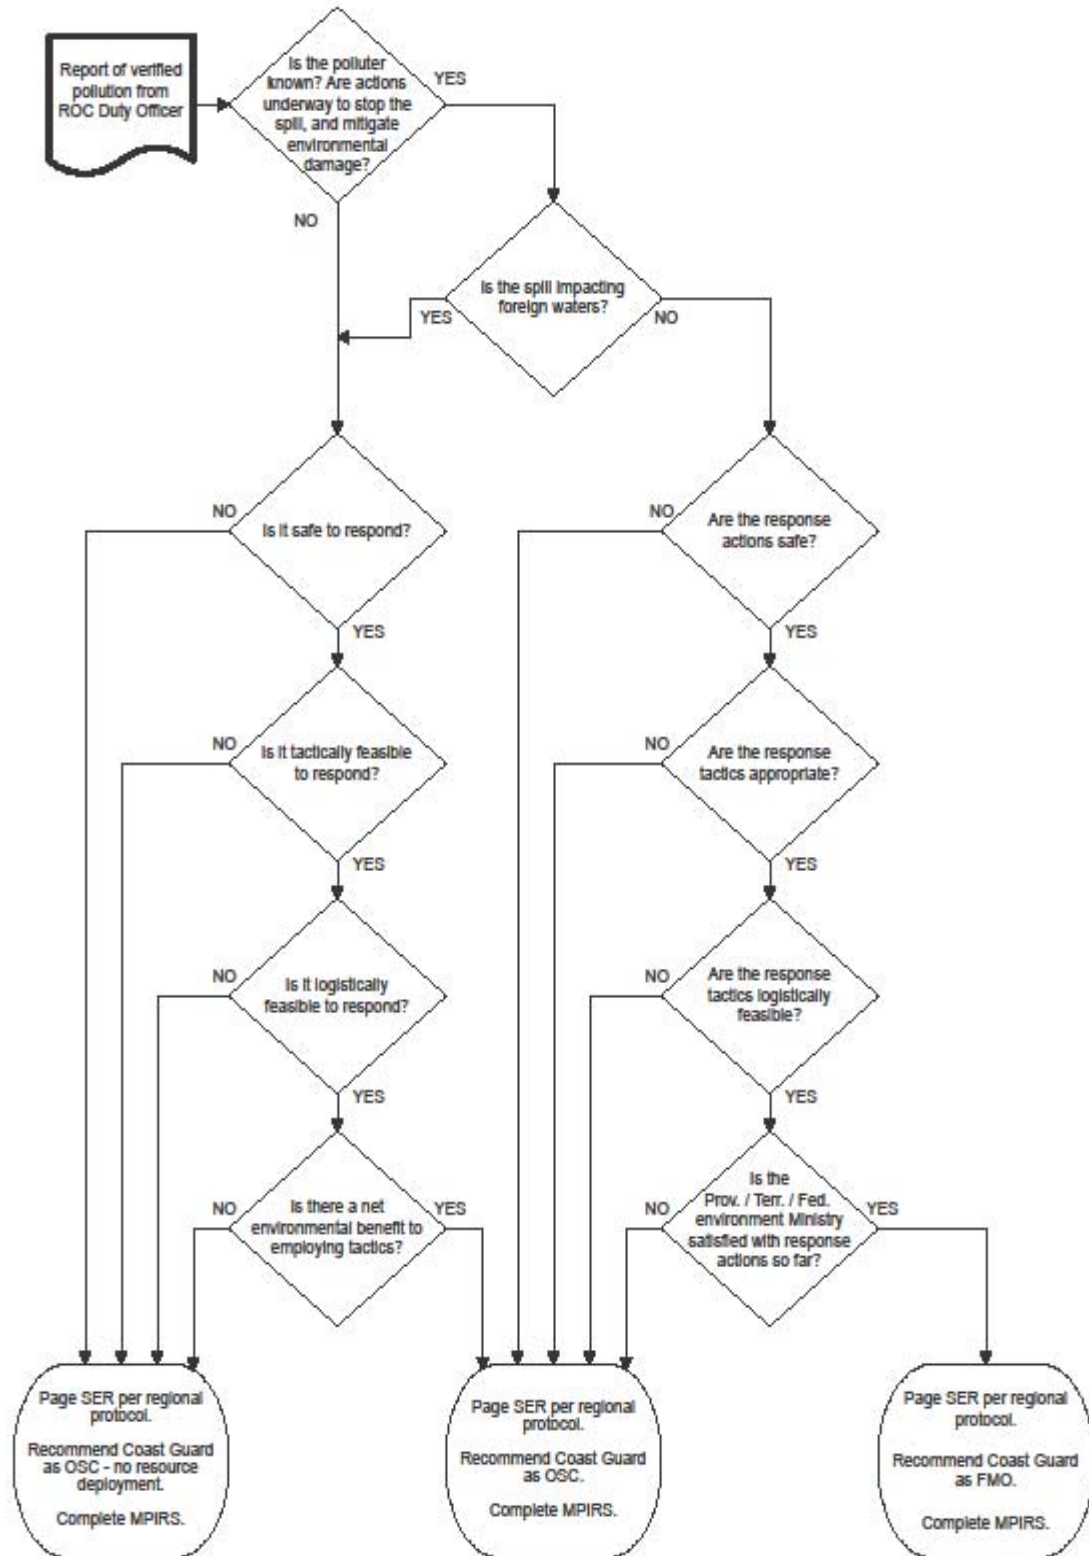 Report of verified
pollution from
ROC Duty Officer
Is the polluter
known? Are actions
underway to stop the
spill, and mitigate
environmental
damage?
YES
NO
Is the spill impacting
foreign waters?
YES
NO
NO
Is it safe to respond?
YES
NO
Are the response
actions safe?
YES
NO
Is it tactically feasible
to respond?
YES
NO
Are the response
tactics appropriate?
YES
NO
Is it logistically
feasible to respond?
YES
NO
Are the response
tactics logistically
feasible?
YES
NO
Is there a net
environmental benefit to
employing tactics?
YES
NO
Is the
Prov. / Terr. / Fed.
environment Ministry
satisfied with response
actions so far?
YES
Page SER per regional
protocol.
Recommend Coast Guard
as OSC - no resource
deployment.
Complete MPIRS.
Page SER per regional
protocol.
Recommend Coast Guard
as OSC.
Complete MPIRS.
Page SER per regional
protocol.
Recommend Coast Guard
as FMO.
Complete MPIRS.